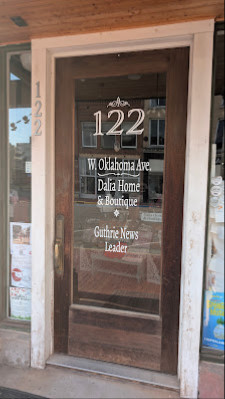 122
122
W. Oklahoma Ave.
Dalia Home
& Boutique
Guthrie News
Leader